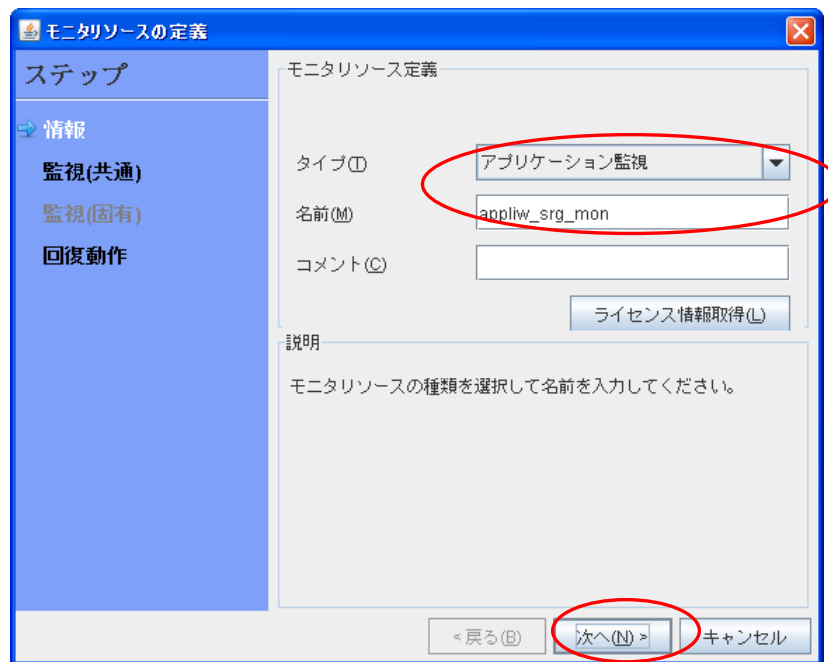 モニタリソースの定義
ステップ
情報
監視(共通)
監視(固有)
回復動作
モニタリソース定義
タイプ(T) アプリケーション監視
名前(M) appliw_srg_mon
コメント(C)
ライセンス情報取得(L)
説明
モニタリソースの種類を選択して名前を入力してください。
<戻る(B) 次へ(N) > キャンセル